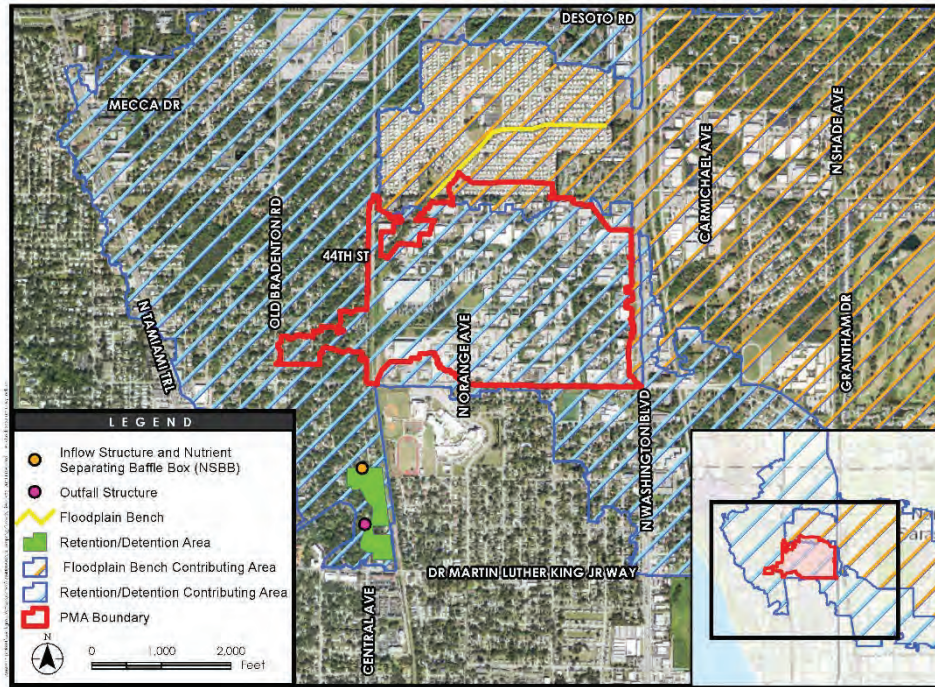 DESOTO RD
MECCA DR
CARMICHAEL AVE
N SHADE AVE
OLD BRADENTON RD
44TH ST
N TAMIAMI TRL
N ORANGE AVE
GRANTHAM DR
N WASHINGTON BLVD
DR MARTIN LUTHER KING JR WAY
CENTRAL AVE
LEGEND
Inflow Structure and Nutrient
Separating Baffle Box (NSBB)
Outfall Structure
Floodplain Bench
Retention/Detention Area
Floodplain Bench Contributing Area
Retention/Detention Contributing Area
PMA Boundary
N
0 1,000 2,000
Feet